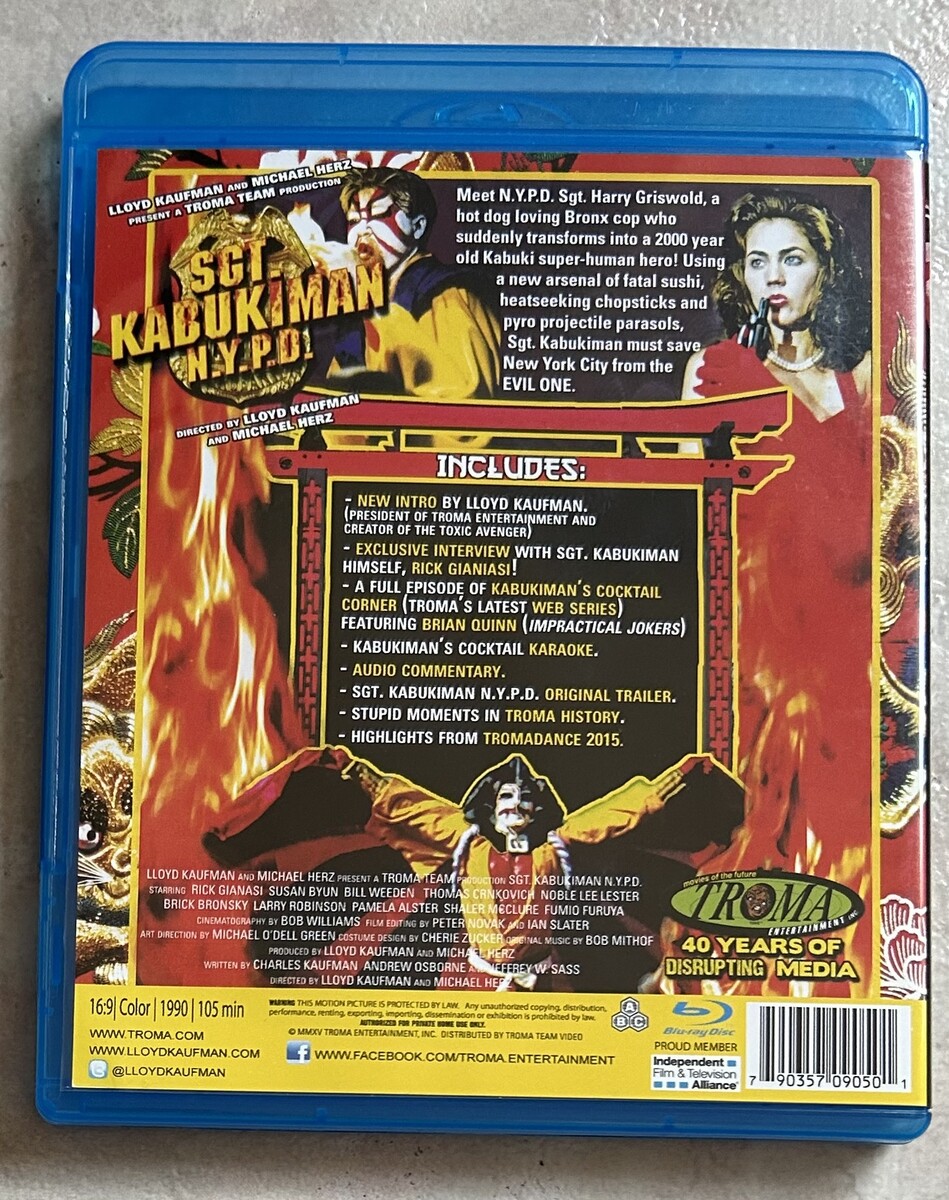 LLOYD KAUFMAN AND MICHAEL HERZ
PRESENT A TROMA TEAM PRODUCTION
SGT.
KABUKIMAN
N.Y.P.D.
DIRECTED BY LLOYD KAUFMAN
AND MICHAEL HERZ
Meet N.Y.P.D. Sgt. Harry Griswold, a
hot dog loving Bronx cop who
suddenly transforms into a 2000 year
old Kabuki super-human hero! Using
a new arsenal of fatal sushi,
heatseeking chopsticks and
pyro projectile parasols,
Sgt. Kabukiman must save
New York City from the
EVIL ONE.
INCLUDES:
- NEW INTRO BY LLOYD KAUFMAN.
(PRESIDENT OF TROMA ENTERTAINMENT AND
CREATOR OF THE TOXIC AVENGER)
- EXCLUSIVE INTERVIEW WITH SGT. KABUKIMAN
HIMSELF, RICK GIANIASI!
- A FULL EPISODE OF KABUKIMAN'S COCKTAIL
CORNER (TROMA'S LATEST WEB SERIES)
FEATURING BRIAN QUINN (IMPRACTICAL JOKERS)
- KABUKIMAN'S COCKTAIL KARAOKE.
- AUDIO COMMENTARY.
- SGT. KABUKIMAN N.Y.P.D. ORIGINAL TRAILER.
- STUPID MOMENTS IN TROMA HISTORY.
- HIGHLIGHTS FROM TROMADANCE 2015.
LLOYD KAUFMAN AND MICHAEL HERZ PRESENT A TROMA TEAM PRODUCTION SGT. KABUKIMAN N.Y.P.D.
STARRING RICK GIANASI SUSAN BYUN BILL WEEDEN THOMAS CRNKOVICH NOBLE LEE LESTER
BRICK BRONSKY LARRY ROBINSON PAMELA ALSTER SHALER MCCLURE FUMIO FURUYA
CINEMATOGRAPHY BY BOB WILLIAMS FILM EDITING BY PETER NOVAK AND IAN SLATER
ART DIRECTION BY MICHAEL O'DELL GREEN COSTUME DESIGN BY CHERIE ZUCKER ORIGINAL MUSIC BY BOB MITHOF
PRODUCED BY LLOYD KAUFMAN AND MICHAEL HERZ
WRITTEN BY CHARLES KAUFMAN ANDREW OSBORNE AND JEFFREY W. SASS
DIRECTED BY LLOYD KAUFMAN AND MICHAEL HERZ
movies of the future
TROMA
ENTERTAINMENT INC
40 YEARS OF
DISRUPTING MEDIA
16:9| Color | 1990 | 105 min
WWW.TROMA.COM
WWW.LLOYDKAUFMAN.COM
@LLOYDKAUFMAN
WARNING THIS MOTION PICTURE IS PROTECTED BY LAW. Any unauthorized copying, distribution,
performance, renting, exporting, importing, dissemination or exhibition is prohibited by law.
AUTHORIZED FOR PRIVATE HOME USE ONLY.
© MMXV TROMA ENTERTAINMENT, INC. DISTRIBUTED BY TROMA TEAM VIDEO
f WWW.FACEBOOK.COM/TROMA.ENTERTAINMENT
A
B C
Blu-ray Disc
PROUD MEMBER
Independent
Film & Television
Alliance
7 90357 09050 1